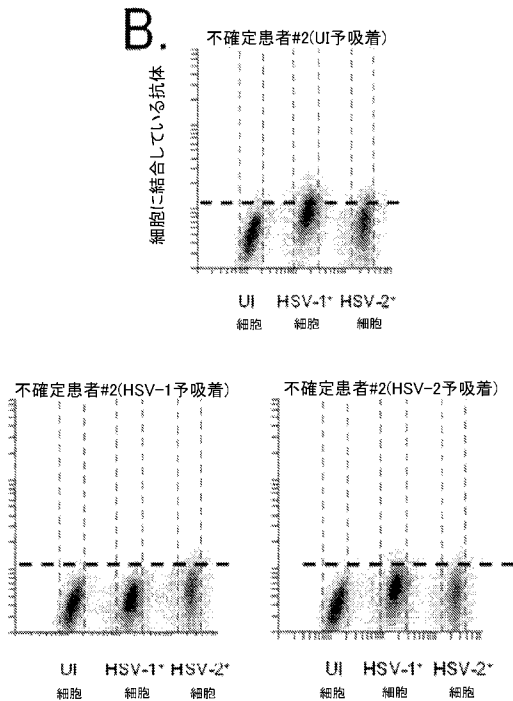 B.
不確定患者#2(UI予吸着)
細胞に結合している抗体
UI HSV-1⁺ HSV-2⁺
細胞 細胞 細胞
不確定患者#2(HSV-1予吸着)
不確定患者#2(HSV-2予吸着)
UI HSV-1⁺ HSV-2⁺
細胞 細胞 細胞
UI HSV-1⁺ HSV-2⁺
細胞 細胞 細胞